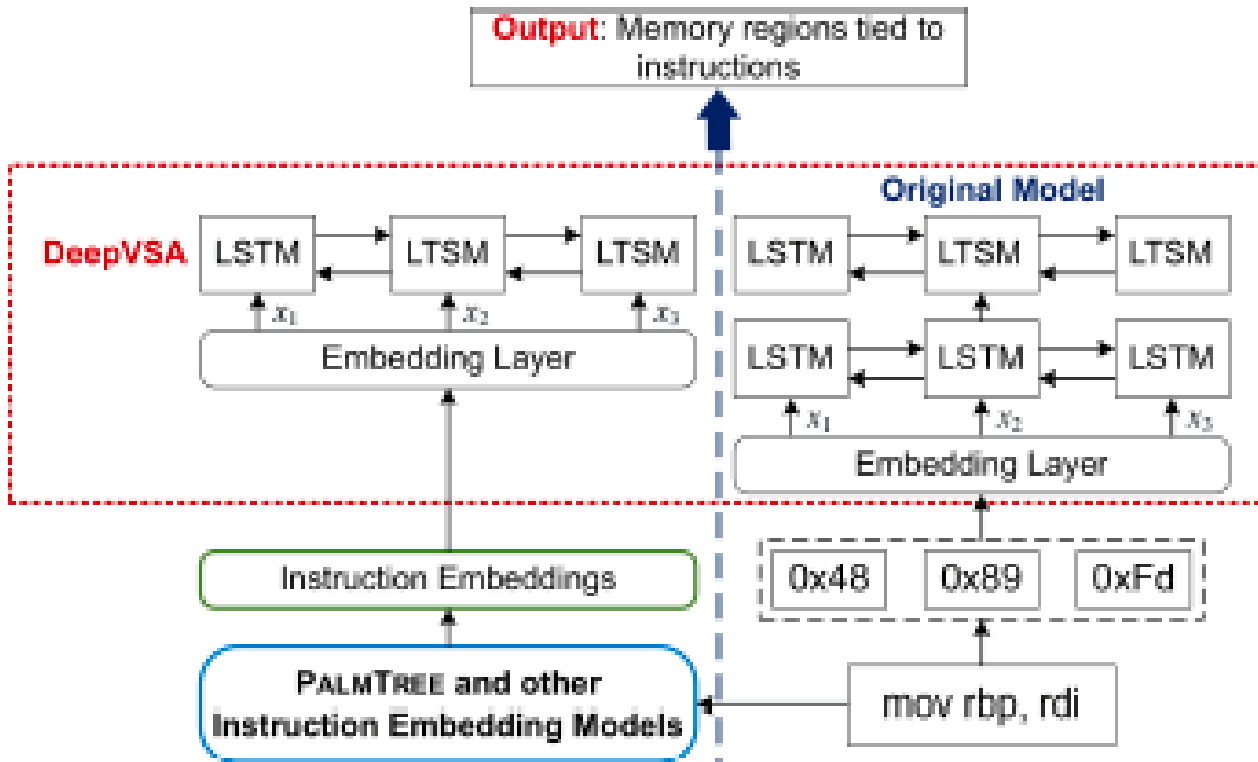 Output: Memory regions tied to
instructions
Original Model
DeepVSA
LSTM
LTSM
LTSM
LSTM
LTSM
LTSM
x1
x2
x3
LSTM
LSTM
LSTM
Embedding Layer
x1
x2
x3
Embedding Layer
Instruction Embeddings
0x48
0x89
0xFd
PALMTREE and other
Instruction Embedding Models
mov rbp, rdi